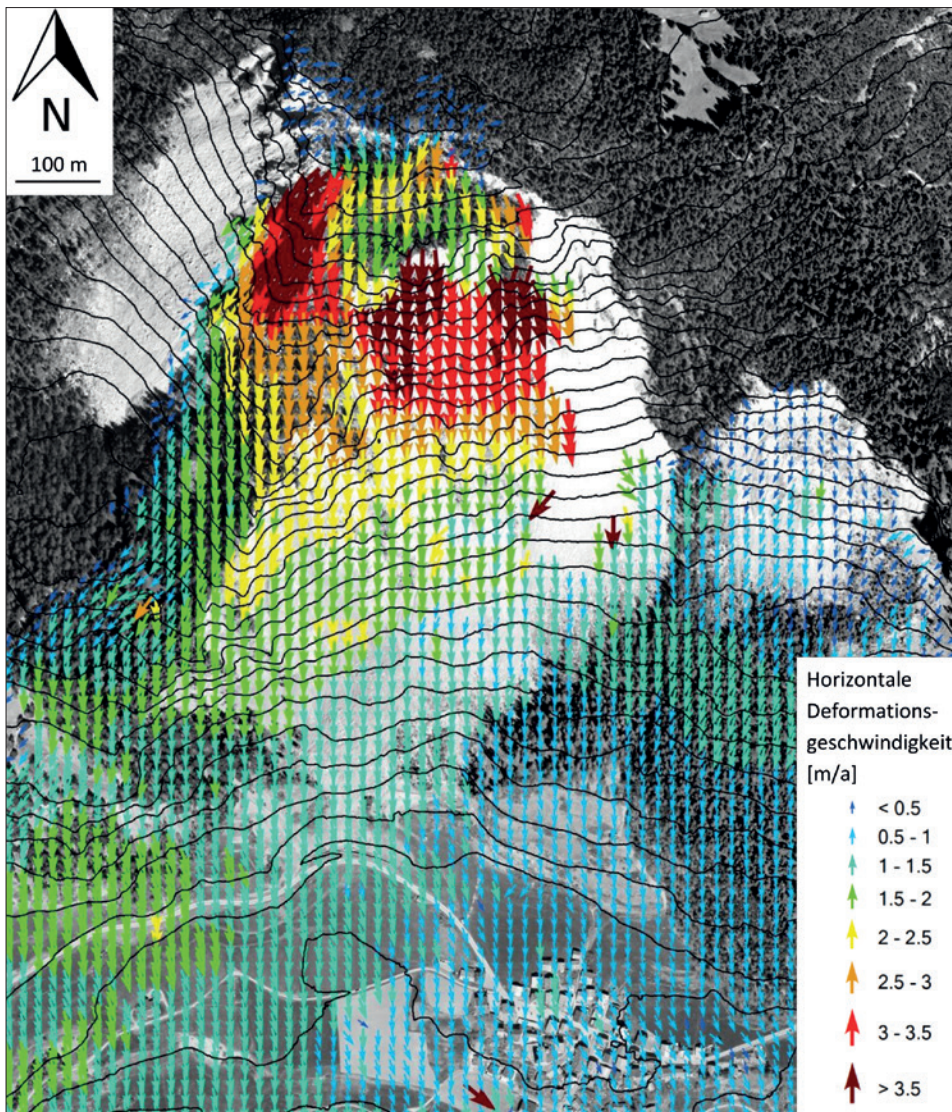 N
100 m
Horizontale
Deformations-
geschwindigkeit
[m/a]
< 0.5
0.5 - 1
1 - 1.5
1.5 - 2
2 - 2.5
2.5 - 3
3 - 3.5
> 3.5